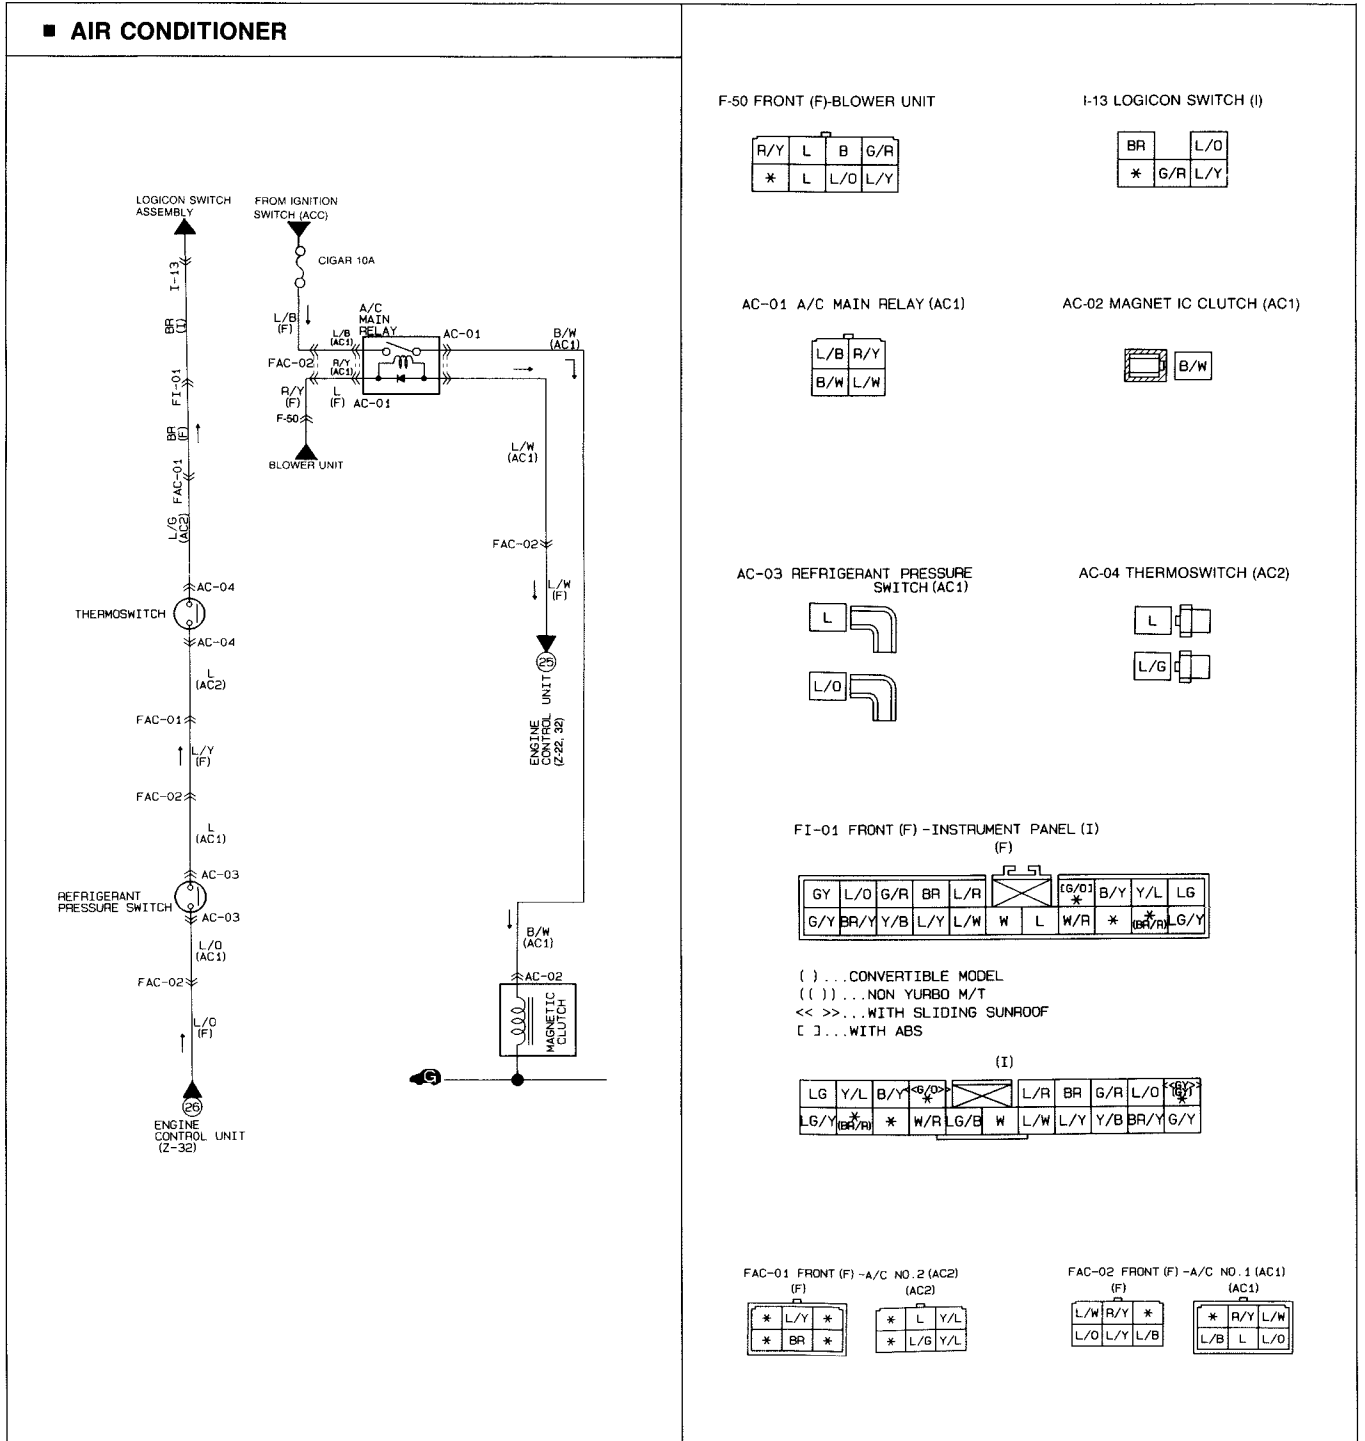 ■ AIR CONDITIONER
LOGICON SWITCH
ASSEMBLY
FROM IGNITION
SWITCH (ACC)
CIGAR 10A
I-13
BR
(I)
FI-01
BR
(F)
FAC-01
L/G
(AC2)
AC-04
THERMOSWITCH
AC-04
L
(AC2)
FAC-01
L/Y
(F)
FAC-02
L
(AC1)
AC-03
REFRIGERANT
PRESSURE SWITCH
AC-03
L/O
(AC1)
FAC-02
L/O
(F)
26
ENGINE
CONTROL UNIT
(Z-32)
L/B
(F)
A/C
MAIN
RELAY
L/B
(AC1)
AC-01
B/W
(AC1)
FAC-02
R/Y
(AC1)
R/Y
(F)
L
(F)
AC-01
F-50
BLOWER UNIT
L/W
(AC1)
FAC-02
L/W
(F)
25
ENGINE
CONTROL UNIT
(Z-22, 32)
B/W
(AC1)
AC-02
MAGNETIC
CLUTCH
G
F-50 FRONT (F)-BLOWER UNIT
R/Y L B G/R
* L L/O L/Y
I-13 LOGICON SWITCH (I)
BR L/O
* G/R L/Y
AC-01 A/C MAIN RELAY (AC1)
L/B R/Y
B/W L/W
AC-02 MAGNET IC CLUTCH (AC1)
B/W
AC-03 REFRIGERANT PRESSURE
SWITCH (AC1)
L
L/O
AC-04 THERMOSWITCH (AC2)
L
L/G
FI-01 FRONT (F) -INSTRUMENT PANEL (I)
(F)
GY L/O G/R BR L/R [G/O] * B/Y Y/L LG
G/Y BR/Y Y/B L/Y L/W W L W/R * * (BR/R) LG/Y
( ) ...CONVERTIBLE MODEL
(( )) ...NON YURBO M/T
<< >>...WITH SLIDING SUNROOF
[ ]...WITH ABS
(I)
LG Y/L B/Y <<G/O>> * L/R BR G/R L/O <<GY>> (GY) *
LG/Y * (BR/R) * W/R LG/B W L/W L/Y Y/B BR/Y G/Y
FAC-01 FRONT (F) -A/C NO.2 (AC2)
(F) (AC2)
* L/Y * * L Y/L
* BR * * L/G Y/L
FAC-02 FRONT (F) -A/C NO.1 (AC1)
(F) (AC1)
L/W R/Y * * R/Y L/W
L/O L/Y L/B L/B L L/O